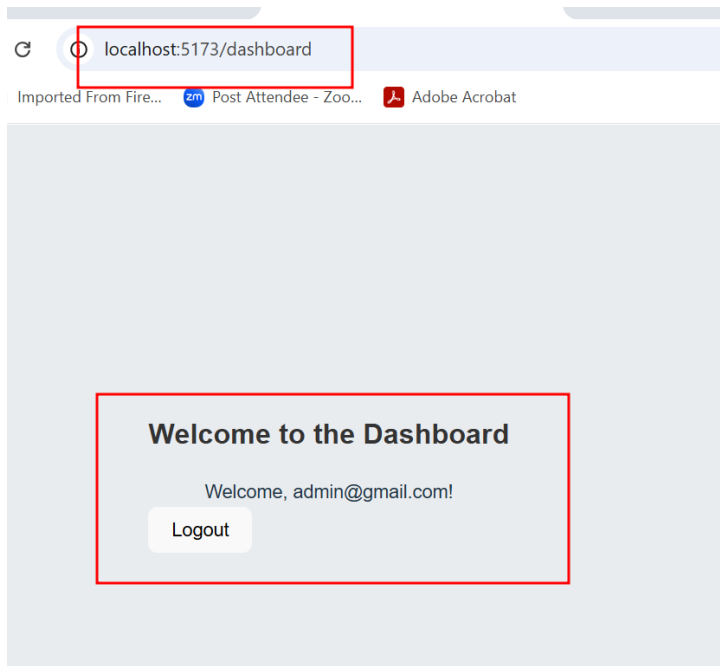 localhost:5173/dashboard
Imported From Fire... zm Post Attendee - Zoo... Adobe Acrobat
Welcome to the Dashboard
Welcome, admin@gmail.com!
Logout